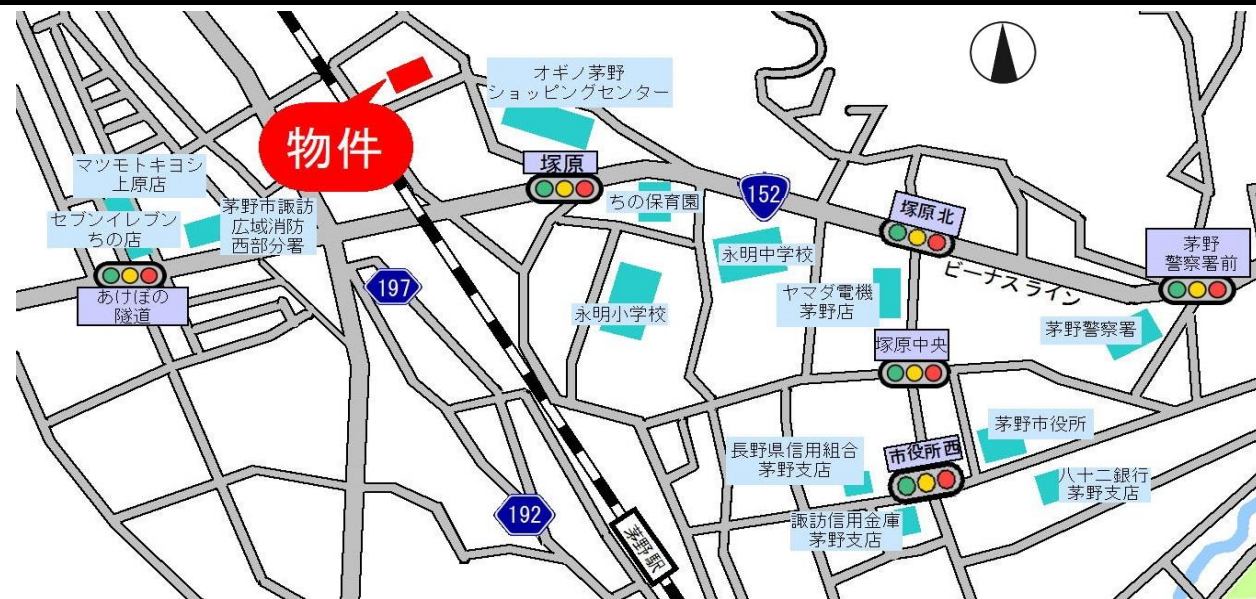 オギノ茅野
ショッピングセンター
物件
塚原
マツモトキヨシ
上原店
セブンイレブン
ちの店
茅野市諏訪
広域消防
西部分署
あけぼの
隧道
ちの保育園
152
塚原北
ビーナスライン
茅野
警察署前
197
永明小学校
永明中学校
ヤマダ電機
茅野店
茅野警察署
塚原中央
長野県信用組合
茅野支店
市役所西
茅野市役所
八十二銀行
茅野支店
192
諏訪信用金庫
茅野支店
茅野駅